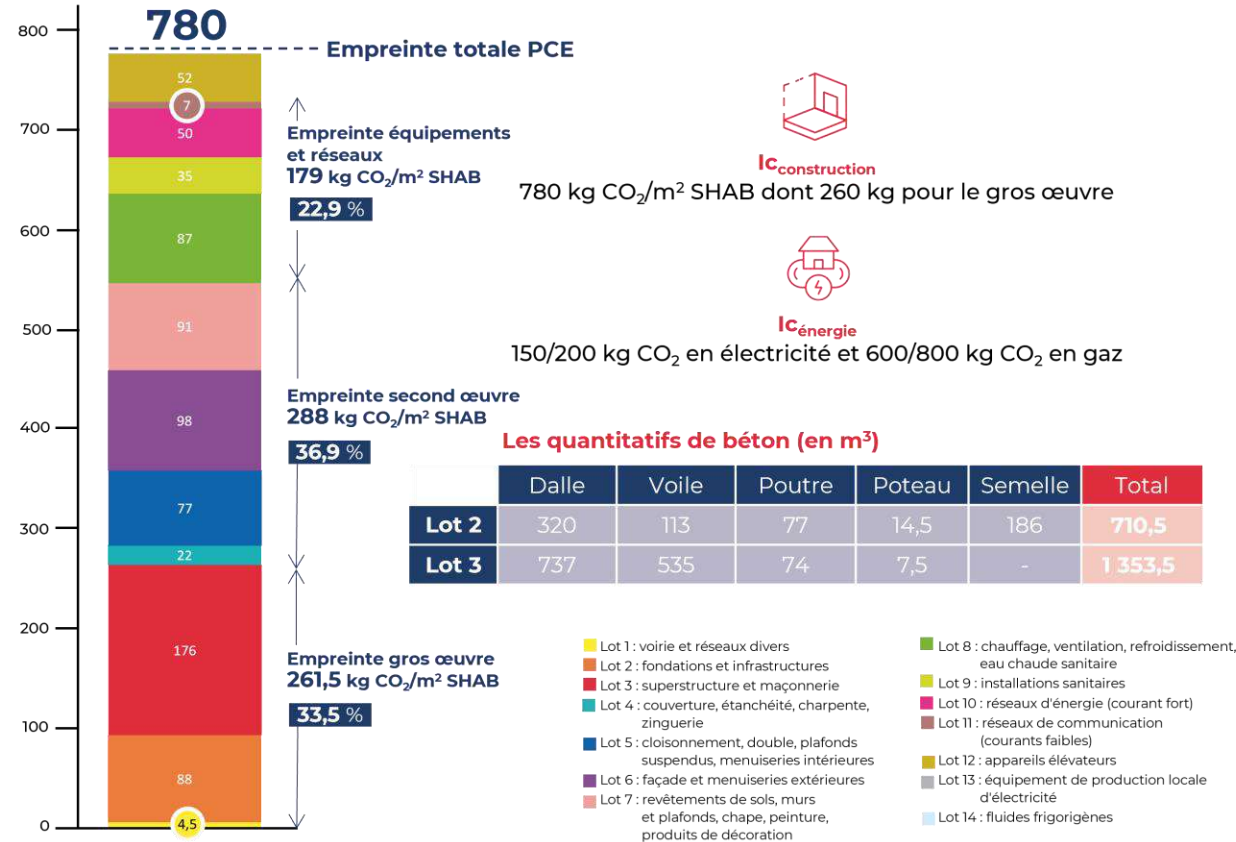 780
Empreinte totale PCE
800
700
600
500
400
300
200
100
0
52
7
50
35
87
91
98
77
22
176
88
4,5
Empreinte équipements
et réseaux
179 kg CO₂/m² SHAB
22,9 %
Empreinte second œuvre
288 kg CO₂/m² SHAB
36,9 %
Empreinte gros œuvre
261,5 kg CO₂/m² SHAB
33,5 %
Ic construction
780 kg CO₂/m² SHAB dont 260 kg pour le gros œuvre
Ic énergie
150/200 kg CO₂ en électricité et 600/800 kg CO₂ en gaz
Les quantitatifs de béton (en m³)
Dalle Voile Poutre Poteau Semelle Total
Lot 2 320 113 77 14,5 186 710,5
Lot 3 737 535 74 7,5 - 1 353,5
Lot 1 : voirie et réseaux divers
Lot 2 : fondations et infrastructures
Lot 3 : superstructure et maçonnerie
Lot 4 : couverture, étanchéité, charpente,
zinguerie
Lot 5 : cloisonnement, double, plafonds
suspendus, menuiseries intérieures
Lot 6 : façade et menuiseries extérieures
Lot 7 : revêtements de sols, murs
et plafonds, chape, peinture,
produits de décoration
Lot 8 : chauffage, ventilation, refroidissement,
eau chaude sanitaire
Lot 9 : installations sanitaires
Lot 10 : réseaux d'énergie (courant fort)
Lot 11 : réseaux de communication
(courants faibles)
Lot 12 : appareils élévateurs
Lot 13 : équipement de production locale
d'électricité
Lot 14 : fluides frigorigènes